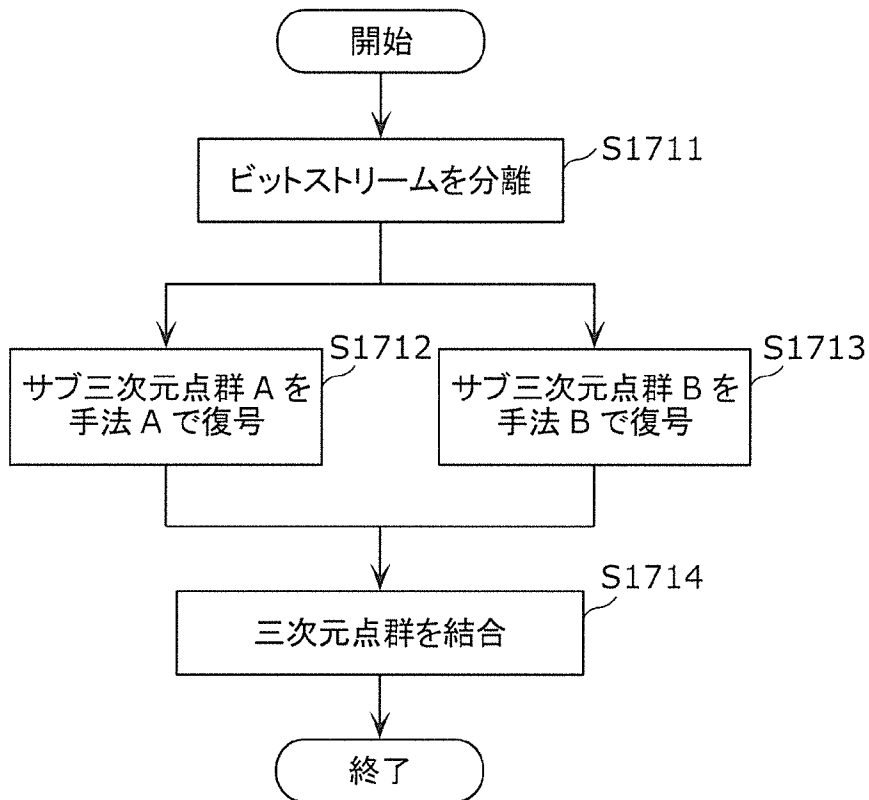 開始
S1711
ビットストリームを分離
S1712
サブ三次元点群 A を
手法 A で復号
S1713
サブ三次元点群 B を
手法 B で復号
S1714
三次元点群を結合
終了